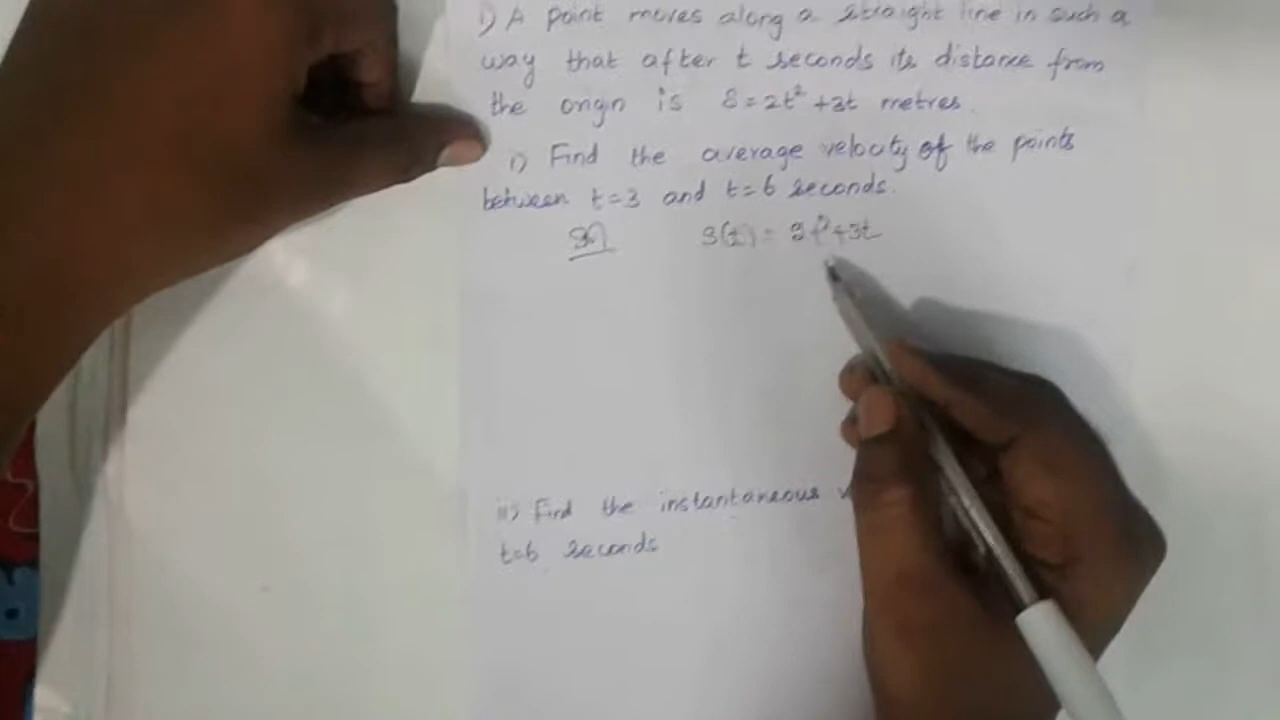 1) A point moves along a straight line in such a
way that after t seconds its distance from
the origin is S = 2t² + 3t metres.
i) Find the average velocity of the points
between t=3 and t=6 seconds.
Sol S(t) = 2t²+3t
ii) Find the instantaneous
t=6 seconds